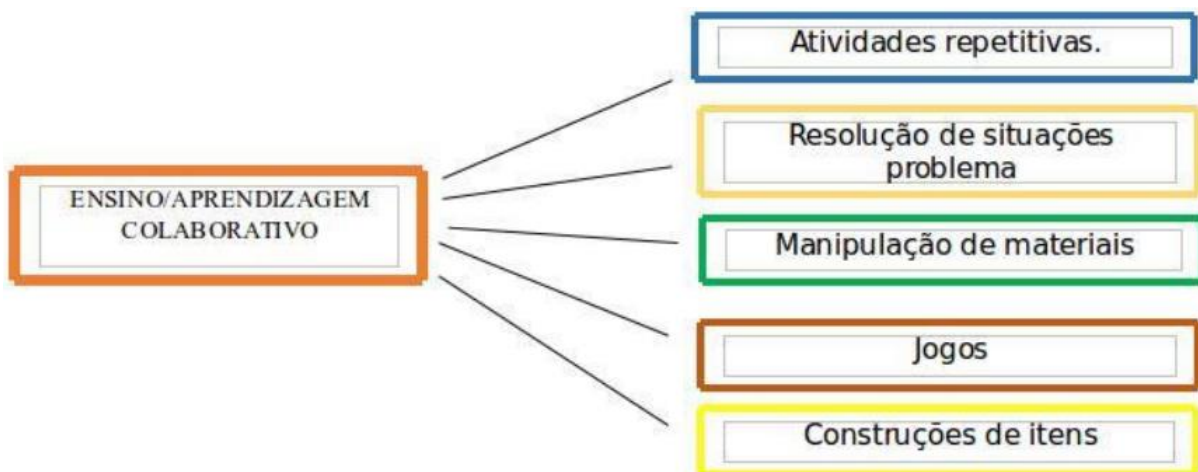 Atividades repetitivas.
Resolução de situações
problema
ENSINO/APRENDIZAGEM
COLABORATIVO
Manipulação de materiais
Jogos
Construções de itens